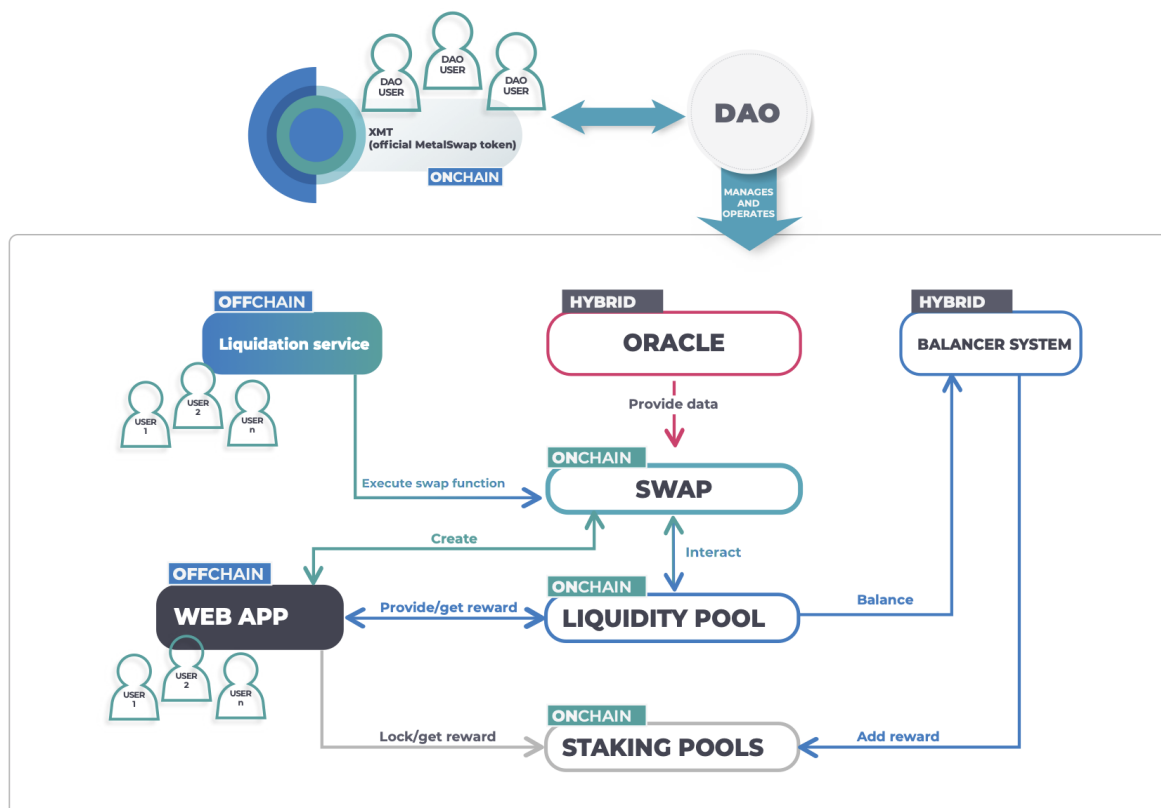 DAO
USER
DAO
USER
DAO
USER
XMT
(official MetalSwap token)
ONCHAIN
DAO
MANAGES
AND
OPERATES
OFFCHAIN
Liquidation service
USER
1
USER
2
USER
n
HYBRID
ORACLE
HYBRID
BALANCER SYSTEM
Provide data
ONCHAIN
SWAP
Execute swap function
Create
Interact
OFFCHAIN
WEB APP
USER
1
USER
2
USER
n
Provide/get reward
ONCHAIN
LIQUIDITY POOL
Balance
Lock/get reward
ONCHAIN
STAKING POOLS
Add reward